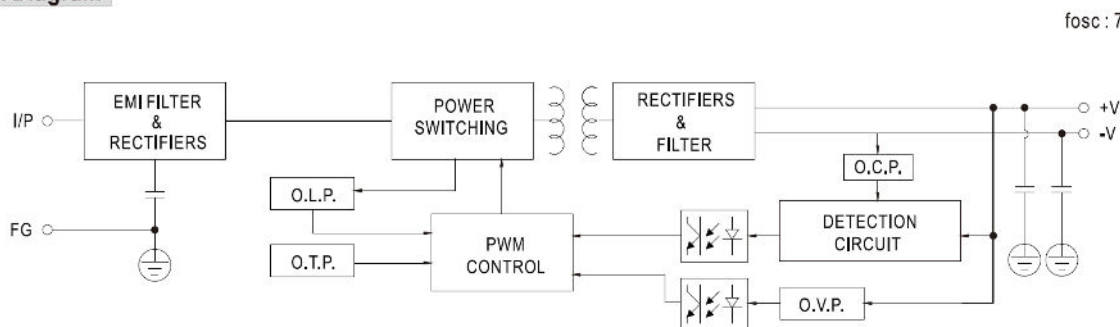 fosc : 7
I/P
EMI FILTER
&
RECTIFIERS
POWER
SWITCHING
RECTIFIERS
&
FILTER
+V
-V
O.C.P.
O.L.P.
FG
PWM
CONTROL
DETECTION
CIRCUIT
O.T.P.
O.V.P.